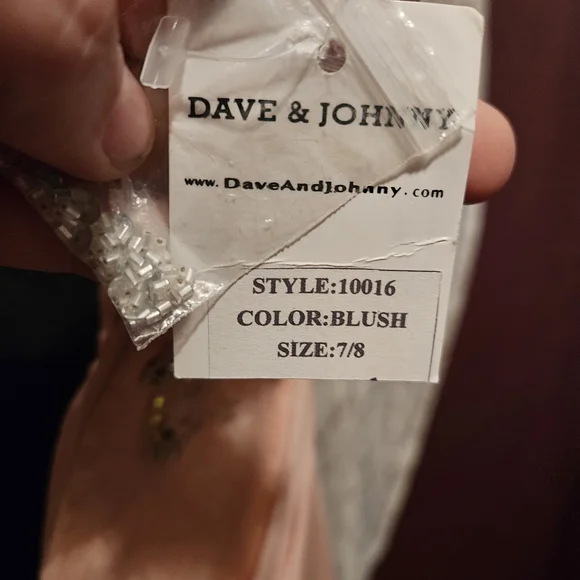 DAVE & JOHNNY
www.DaveAndJohnny.com
STYLE:10016
COLOR:BLUSH
SIZE:7/8